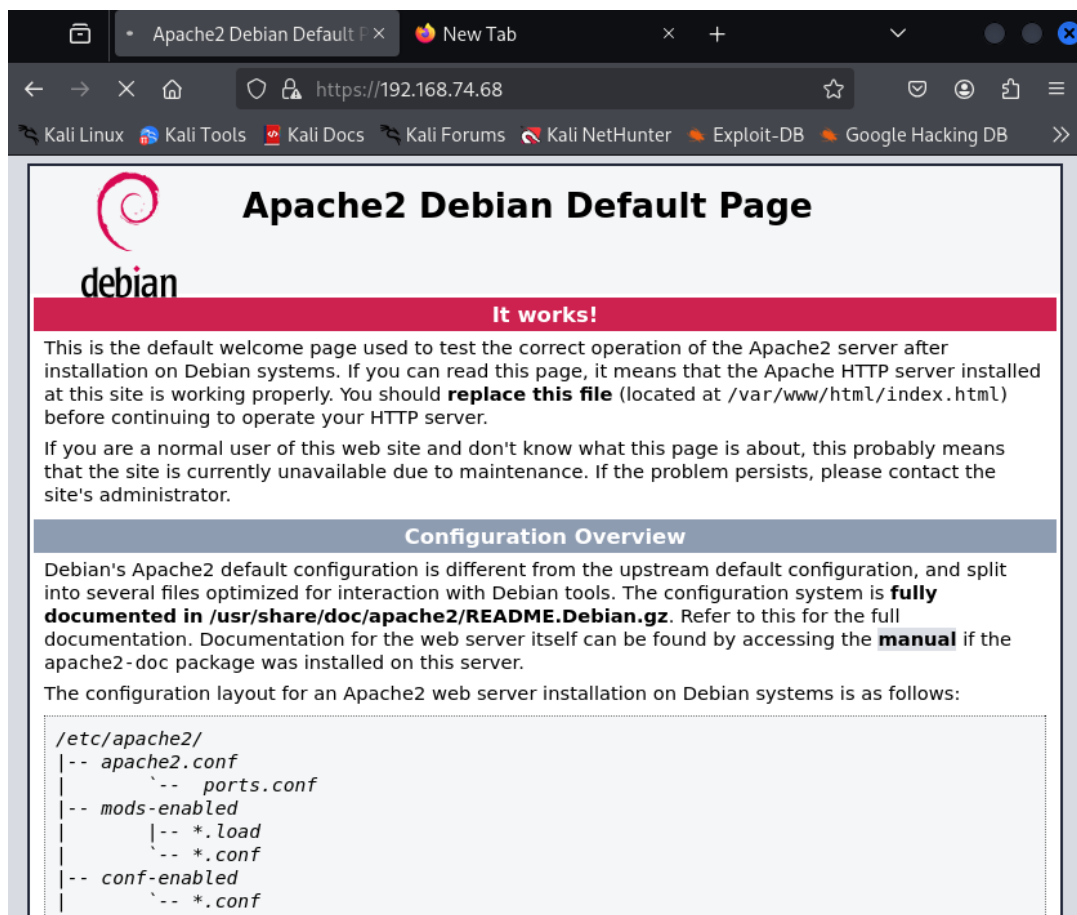 Apache2 Debian Default P
New Tab
https://192.168.74.68
Kali Linux Kali Tools Kali Docs Kali Forums Kali NetHunter Exploit-DB Google Hacking DB
debian
Apache2 Debian Default Page
It works!
This is the default welcome page used to test the correct operation of the Apache2 server after
installation on Debian systems. If you can read this page, it means that the Apache HTTP server installed
at this site is working properly. You should replace this file (located at /var/www/html/index.html)
before continuing to operate your HTTP server.
If you are a normal user of this web site and don't know what this page is about, this probably means
that the site is currently unavailable due to maintenance. If the problem persists, please contact the
site's administrator.
Configuration Overview
Debian's Apache2 default configuration is different from the upstream default configuration, and split
into several files optimized for interaction with Debian tools. The configuration system is fully
documented in /usr/share/doc/apache2/README.Debian.gz. Refer to this for the full
documentation. Documentation for the web server itself can be found by accessing the manual if the
apache2-doc package was installed on this server.
The configuration layout for an Apache2 web server installation on Debian systems is as follows:
/etc/apache2/
|-- apache2.conf
|       `--  ports.conf
|-- mods-enabled
|       |-- *.load
|       `-- *.conf
|-- conf-enabled
|       `-- *.conf